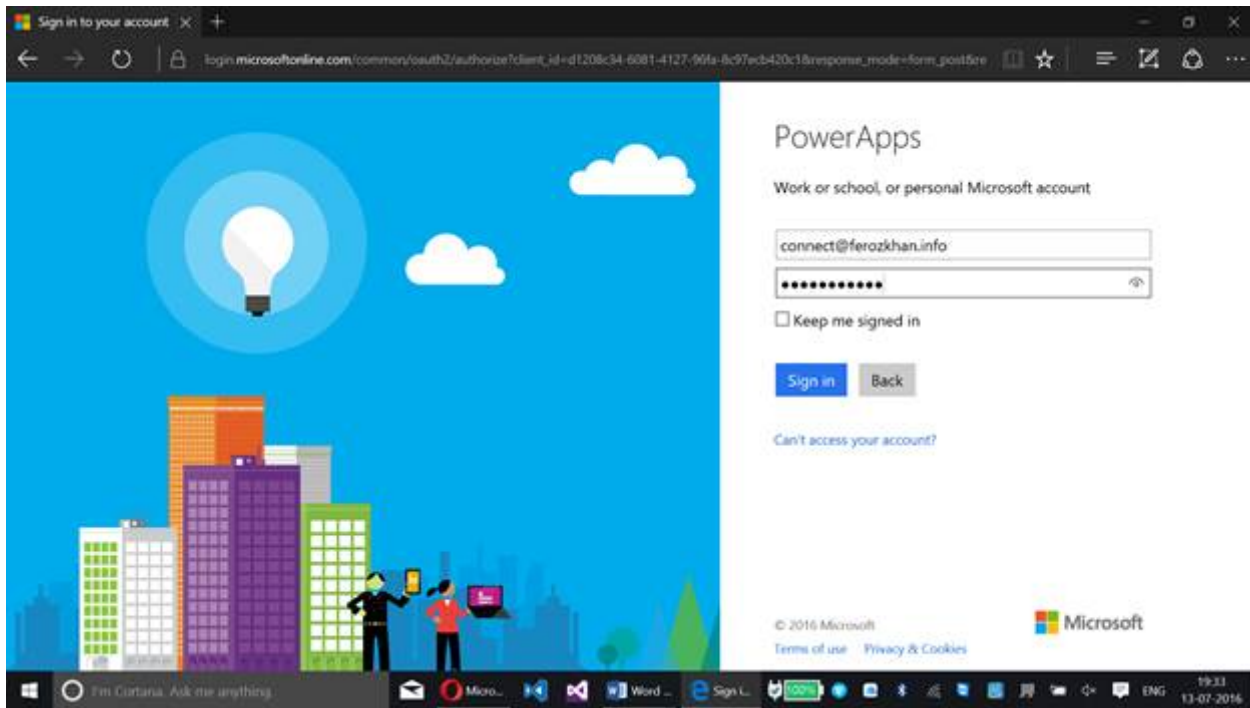 Sign in to your account
login.microsoftonline.com/common/oauth2/authorize?client_id=d1208c34-6081-4127-96fa-8c97ecb420c1&response_mode=form_post&re
PowerApps
Work or school, or personal Microsoft account
connect@ferozkhan.info
Keep me signed in
Sign in
Back
Can't access your account?
© 2016 Microsoft
Microsoft
Terms of use Privacy & Cookies
I'm Cortana. Ask me anything.
Micro...
Word ...
Sign i...
100%
ENG
19:33
13-07-2016